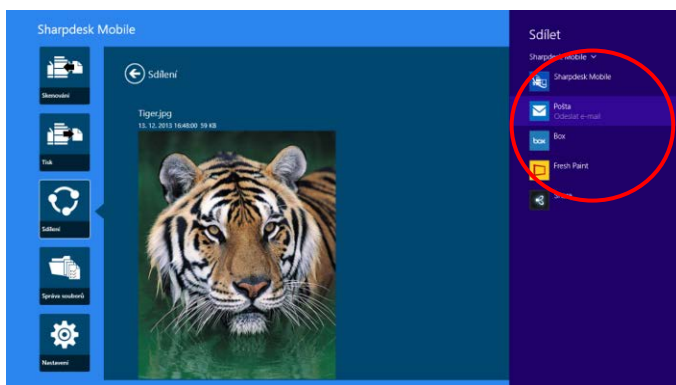 Sharpdesk Mobile
Skenování
Tisk
Sdílení
Správa souborů
Nastavení
Sdílení
Tiger.jpg
13. 12. 2013 16:48:00 59 KB
Sdílet
Sharpdesk Mobile
Sharpdesk Mobile
Pošta
Odeslat e-mail
box
Box
Fresh Paint